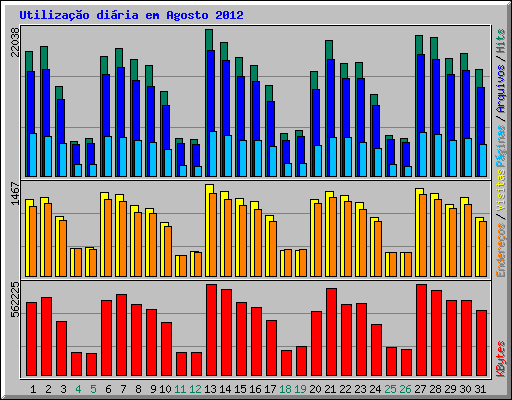 Utilização diária em Agosto 2012
22038
1467
562225
Endereços / visitas Páginas / Arquivos / Hits
KBytes
1 2 3 4 5 6 7 8 9 10 11 12 13 14 15 16 17 18 19 20 21 22 23 24 25 26 27 28 29 30 31